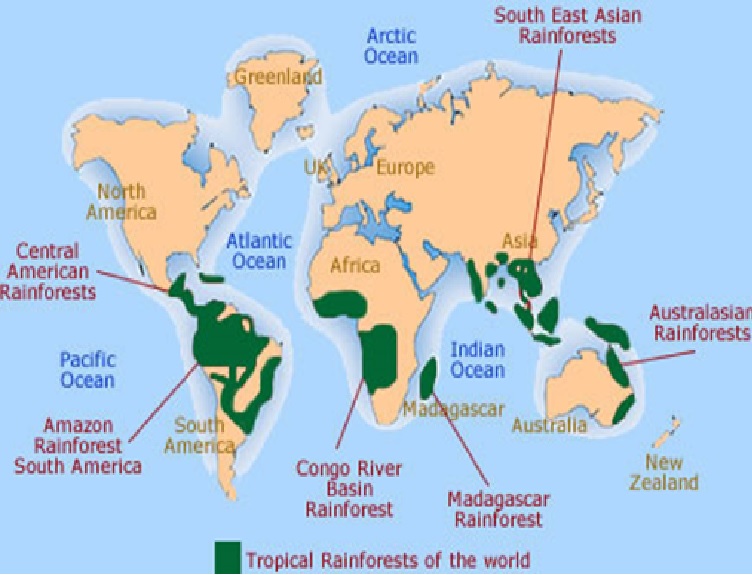 South East Asian
Rainforests
Arctic
Ocean
Greenland
UK
Europe
North
America
Atlantic
Ocean
Asia
Africa
Central
American
Rainforests
Australasian
Rainforests
Pacific
Ocean
Indian
Ocean
Amazon
Rainforest
South America
South
America
Madagascar
Australia
Congo River
Basin
Rainforest
Madagascar
Rainforest
New
Zealand
Tropical Rainforests of the world